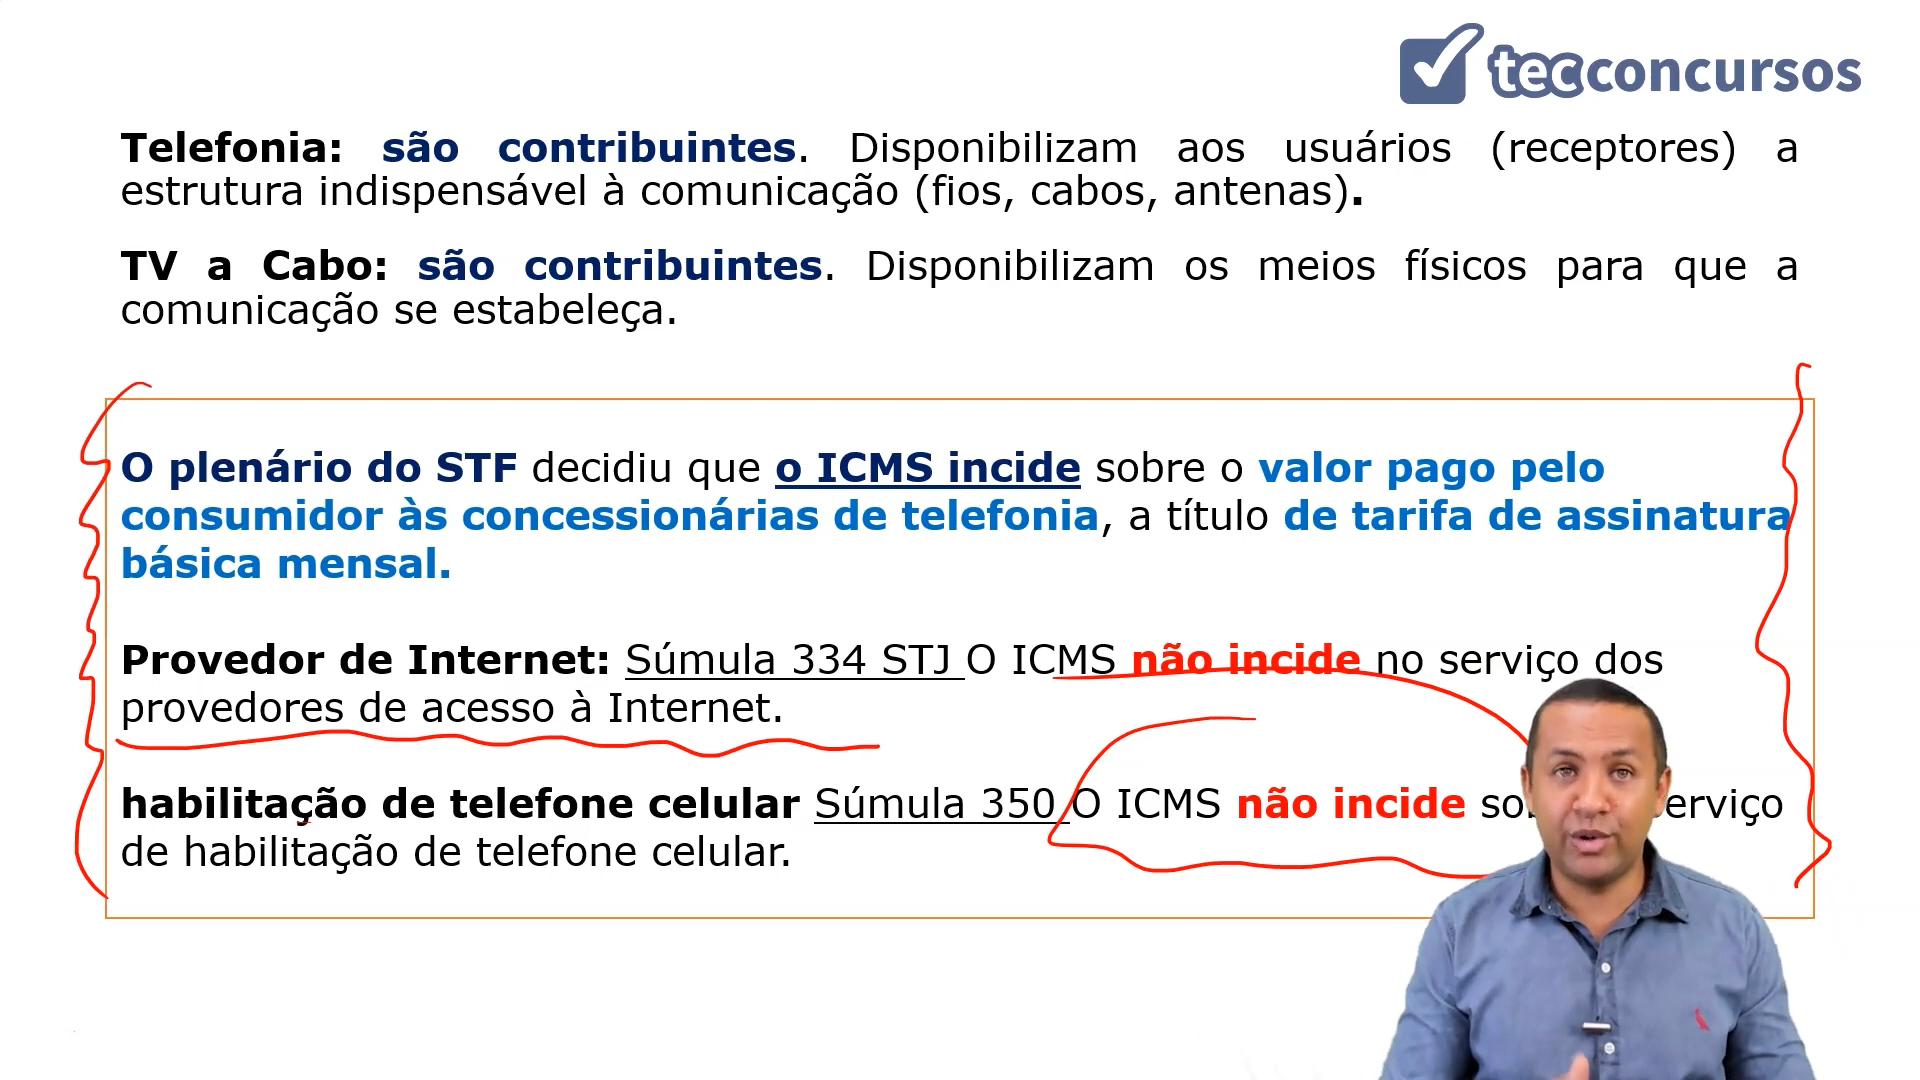 tecconcursos
Telefonia: são contribuintes. Disponibilizam aos usuários (receptores) a
estrutura indispensável à comunicação (fios, cabos, antenas).
TV a Cabo: são contribuintes. Disponibilizam os meios físicos para que a
comunicação se estabeleça.
O plenário do STF decidiu que o ICMS incide sobre o valor pago pelo
consumidor às concessionárias de telefonia, a título de tarifa de assinatura
básica mensal.
Provedor de Internet: Súmula 334 STJ O ICMS não incide no serviço dos
provedores de acesso à Internet.
habilitação de telefone celular Súmula 350 O ICMS não incide
de habilitação de telefone celular.